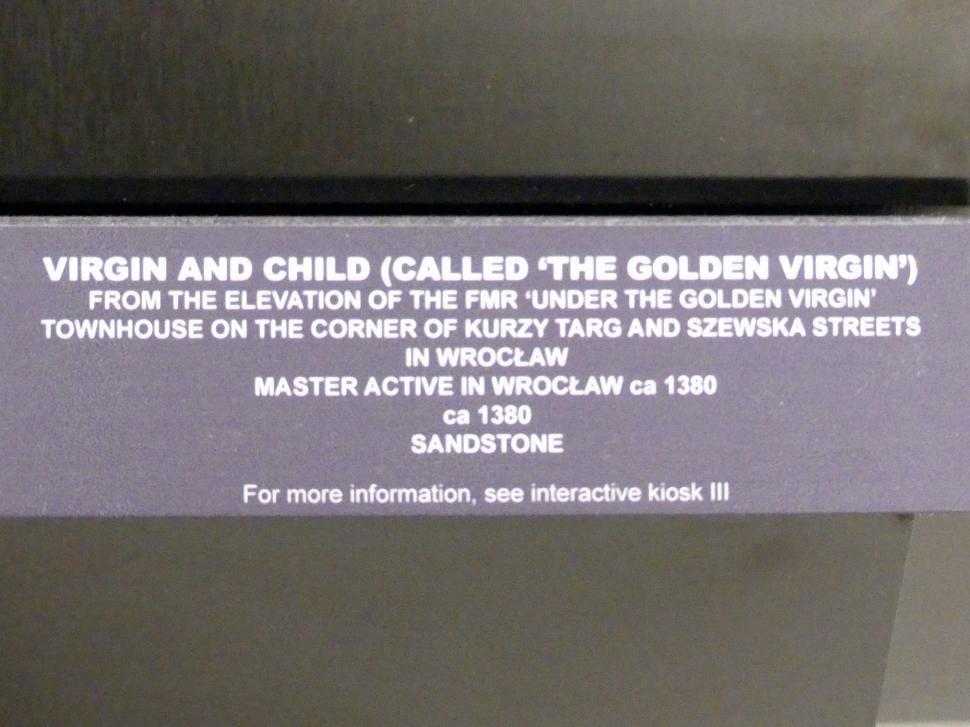 VIRGIN AND CHILD (CALLED ‘THE GOLDEN VIRGIN’)
FROM THE ELEVATION OF THE FMR ‘UNDER THE GOLDEN VIRGIN’
TOWNHOUSE ON THE CORNER OF KURZY TARG AND SZEWSKA STREETS
IN WROCŁAW
MASTER ACTIVE IN WROCŁAW ca 1380
ca 1380
SANDSTONE
For more information, see interactive kiosk III